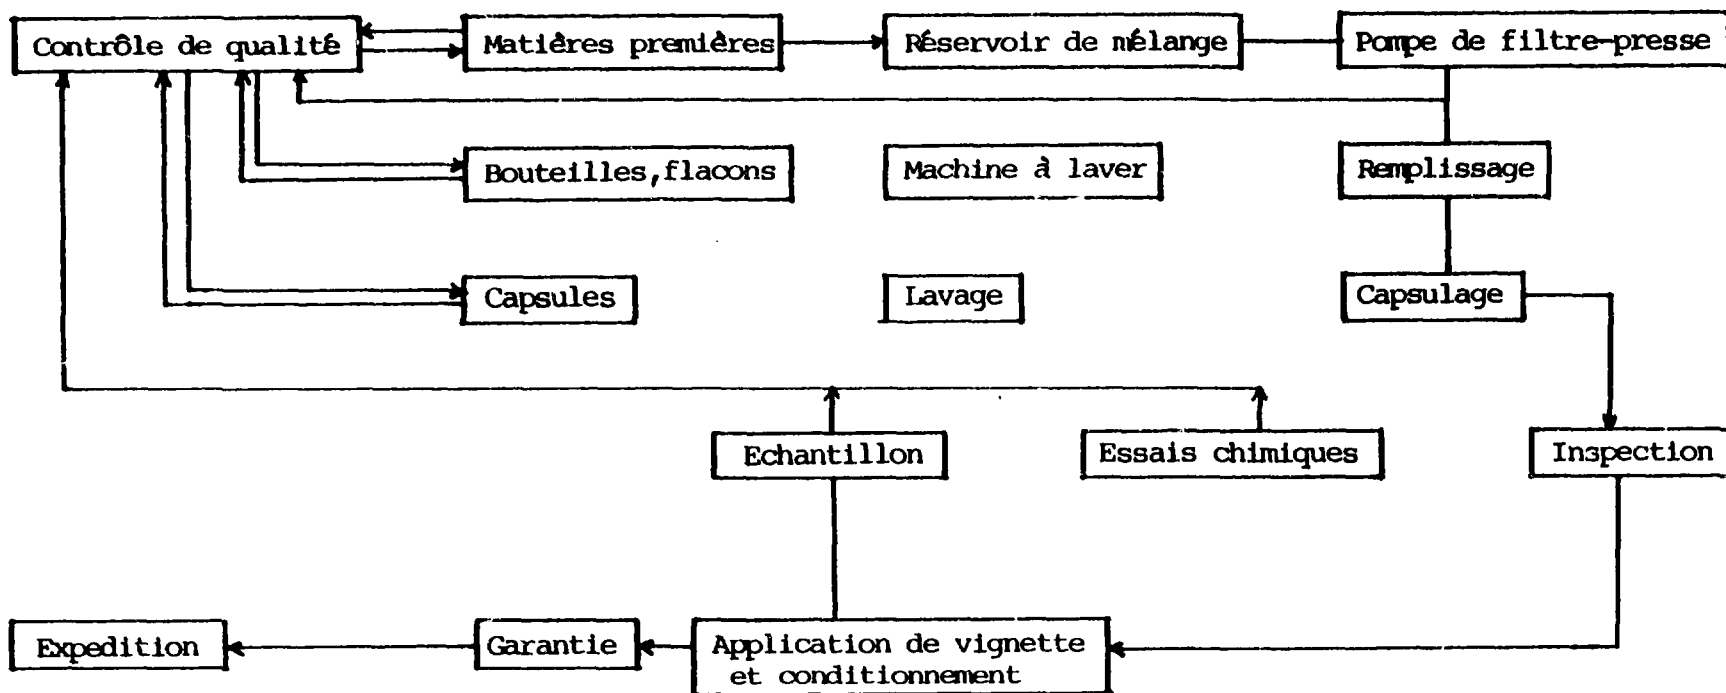 Contrôle de qualité
Matières premières
Réservoir de mélange
Pompe de filtre-presse
Bouteilles,flacons
Machine à laver
Remplissage
Capsules
Lavage
Capsulage
Echantillon
Essais chimiques
Inspection
Expedition
Garantie
Application de vignette
et conditionnement